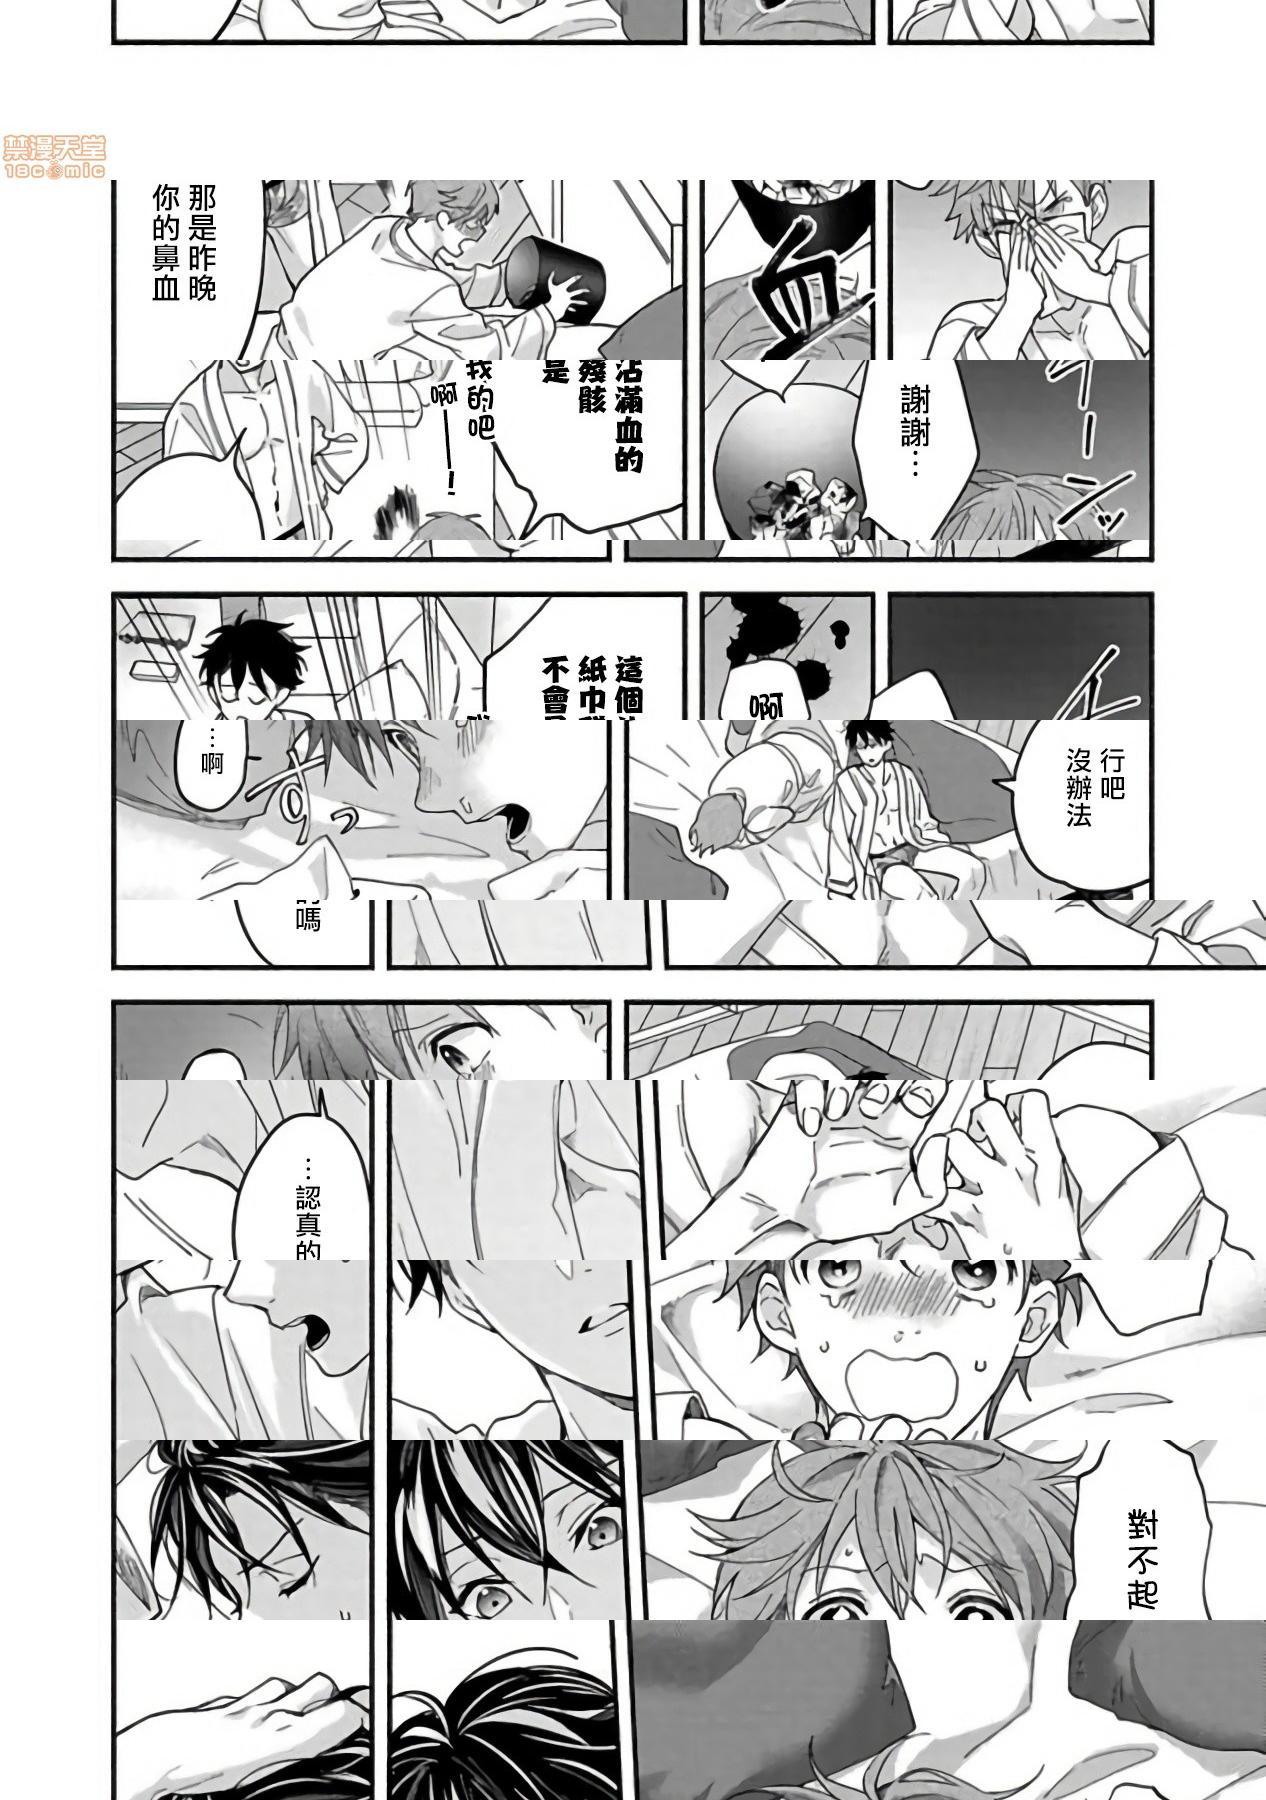 禁漫天堂
18comic
那是昨晚
你的鼻血
血
沾滿血的
殘骸
是
我的吧
啊——!
謝謝…
這個
紙巾
不會
啊
…啊
すっ
行吧
沒辦法
嗎
…認真的
對不起